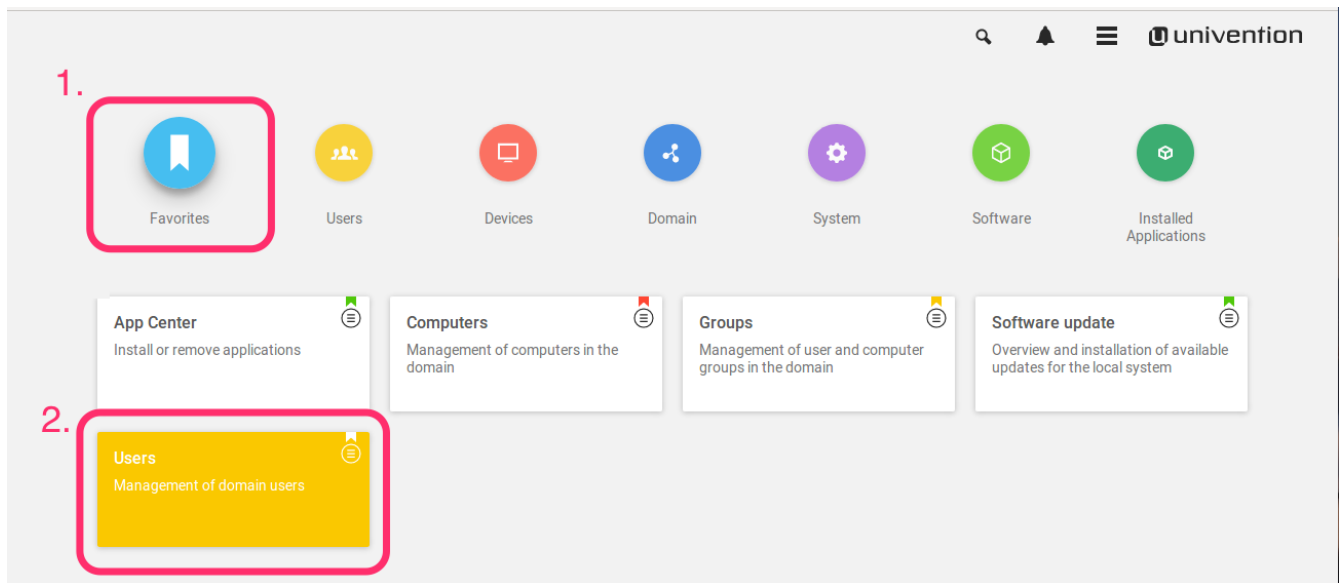 univention
1.
Favorites
Users
Devices
Domain
System
Software
Installed
Applications
App Center
Install or remove applications
Computers
Management of computers in the
domain
Groups
Management of user and computer
groups in the domain
Software update
Overview and installation of available
updates for the local system
2.
Users
Management of domain users